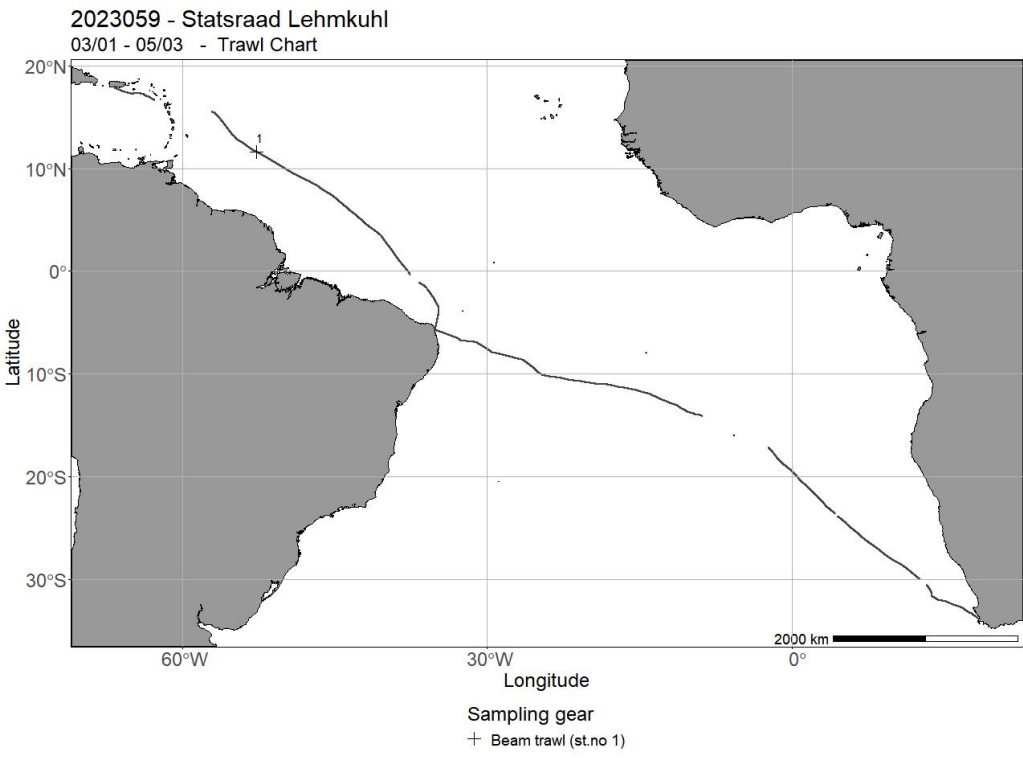 2023059 - Statsraad Lehmkuhl
03/01 - 05/03 - Trawl Chart
20°N
10°N
0°
10°S
20°S
30°S
Latitude
1
2000 km
60°W 30°W 0°
Longitude
Sampling gear
Beam trawl (st.no 1)